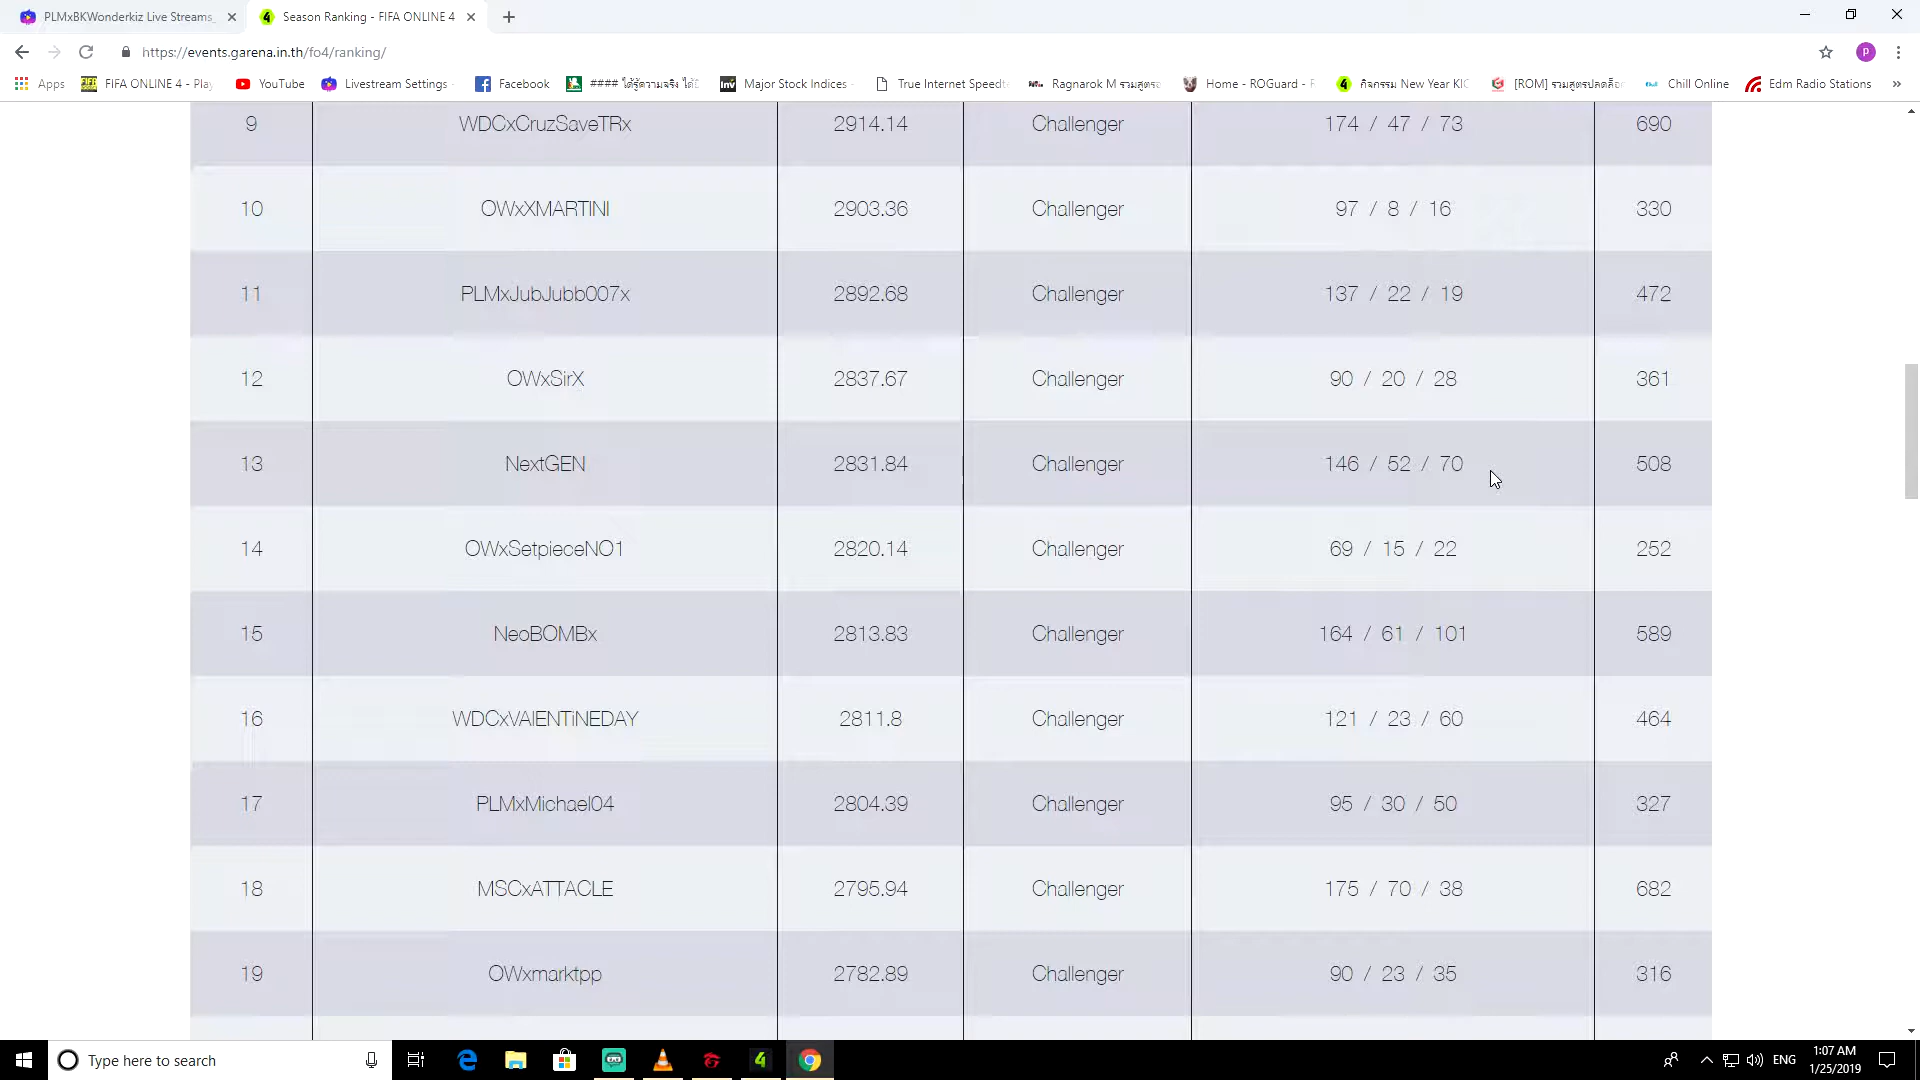 PLMxBKWonderkiz Live Streams
Season Ranking - FIFA ONLINE 4
https://events.garena.in.th/fo4/ranking/
P
Apps FIFA ONLINE 4 - Pla YouTube Livestream Settings Facebook #### ได้รู้ความจริง ได้ Major Stock Indices True Internet Speedte Ragnarok M รวมสูตร Home - ROGuard - กิจกรรม New Year KIC [ROM] รวมสูตรปลดล็อ Chill Online Edm Radio Stations »
9 WDCxCruzSaveTRx 2914.14 Challenger 174 / 47 / 73 690
10 OWxXMARTINI 2903.36 Challenger 97 / 8 / 16 330
11 PLMxJubJubb007x 2892.68 Challenger 137 / 22 / 19 472
12 OWxSirX 2837.67 Challenger 90 / 20 / 28 361
13 NextGEN 2831.84 Challenger 146 / 52 / 70 508
14 OWxSetpieceNO1 2820.14 Challenger 69 / 15 / 22 252
15 NeoBOMBx 2813.83 Challenger 164 / 61 / 101 589
16 WDCxVAlENTiNEDAY 2811.8 Challenger 121 / 23 / 60 464
17 PLMxMichael04 2804.39 Challenger 95 / 30 / 50 327
18 MSCxATTACLE 2795.94 Challenger 175 / 70 / 38 682
19 OWxmarktpp 2782.89 Challenger 90 / 23 / 35 316
Type here to search
ENG
1:07 AM
1/25/2019